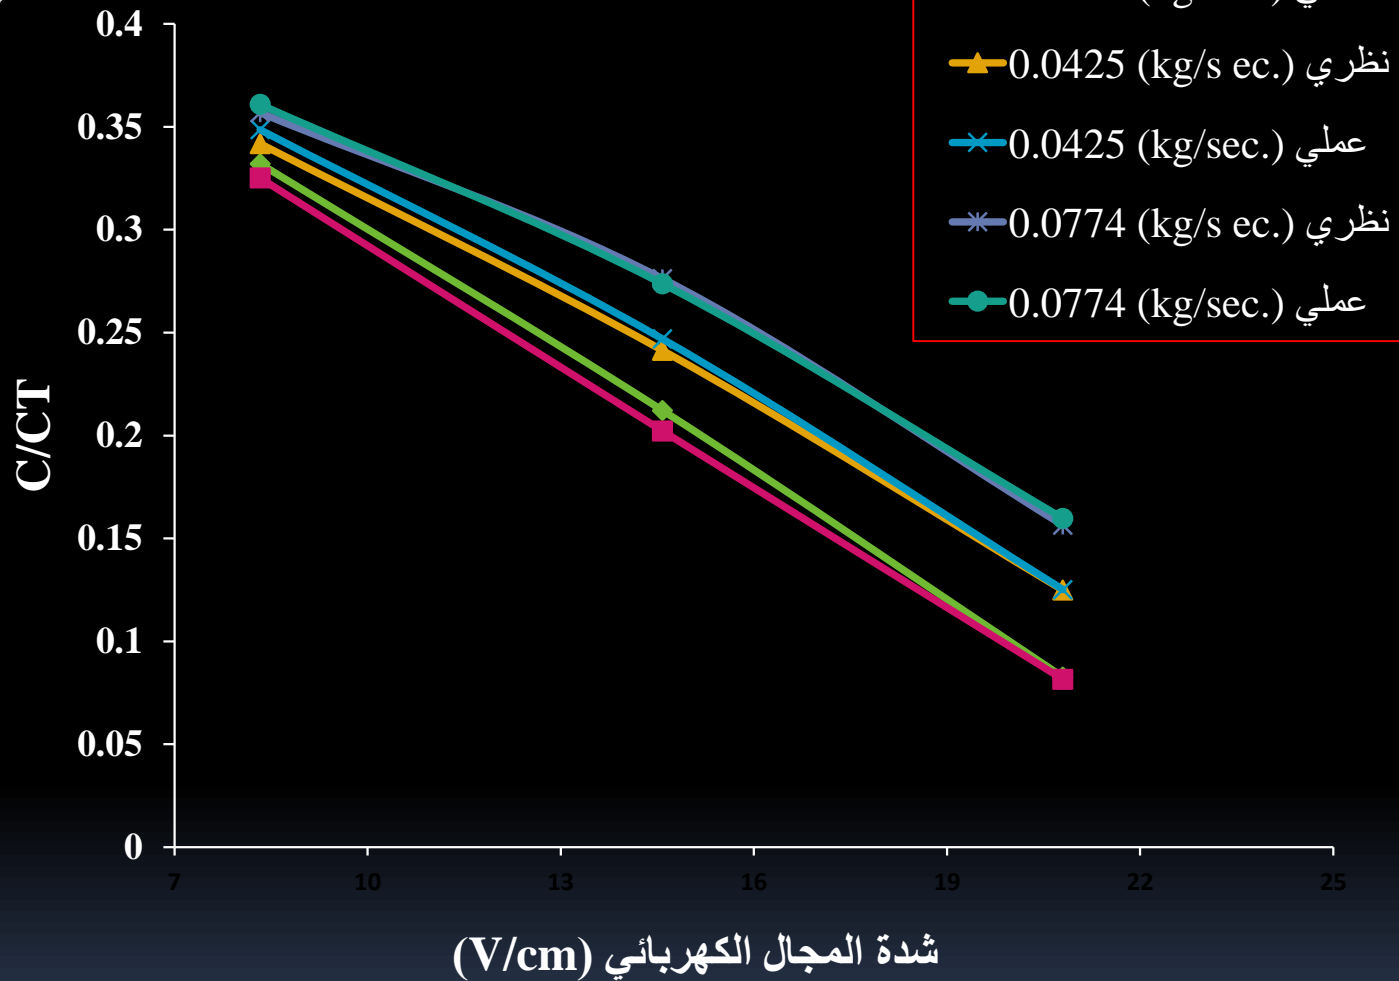 0.4
0.35
0.3
0.25
0.2
0.15
0.1
0.05
0
C/CT
7 10 13 16 19 22 25
شدة المجال الكهربائي (V/cm)
0.0425 (kg/s ec.) نظري
0.0425 (kg/sec.) عملي
0.0774 (kg/s ec.) نظري
0.0774 (kg/sec.) عملي